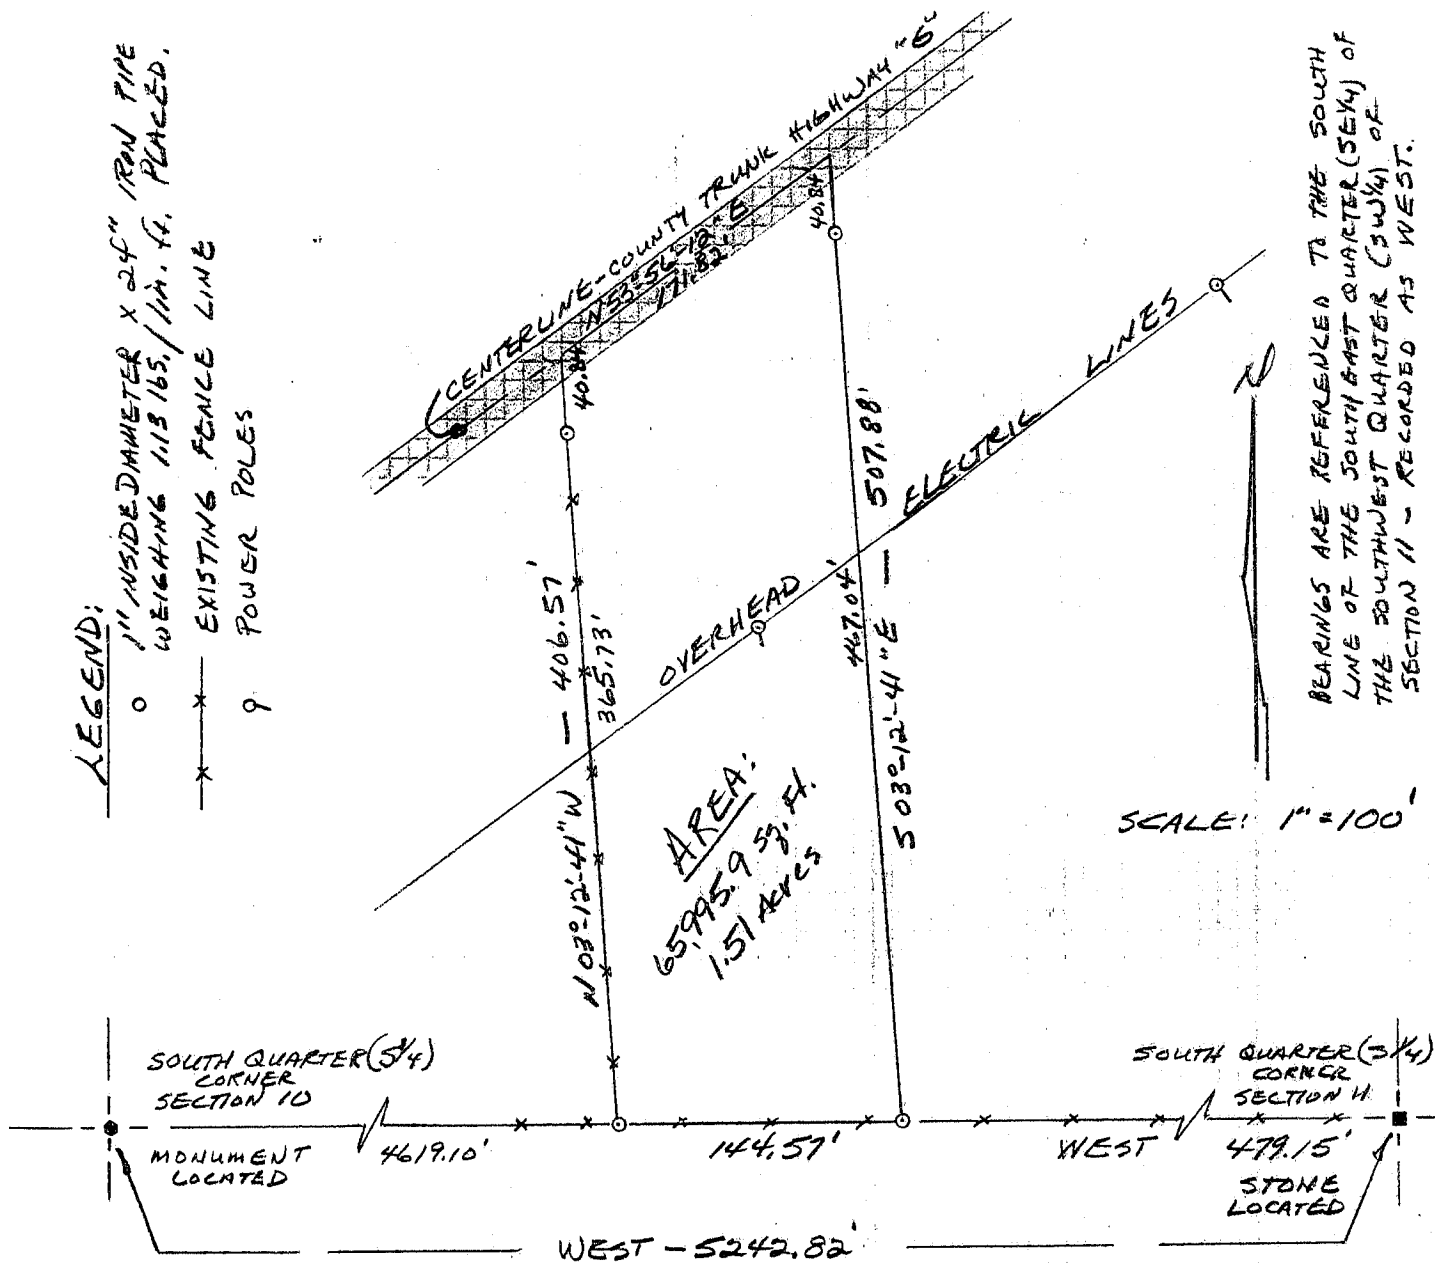 LEGEND:
O 1" INSIDE DIAMETER X 24" IRON PIPE
WEIGHING 1.13 lbs./lin. ft. PLACED.
EXISTING FENCE LINE
POWER POLES
CENTERLINE-COUNTY TRUNK HIGHWAY "G"
N53°-56'-12"E
171.82'
40.84'
40.84'
BEARINGS ARE REFERENCED TO THE SOUTH
LINE OF THE SOUTH EAST QUARTER (SE1/4) OF
THE SOUTHWEST QUARTER (SW1/4) OF
SECTION 11 - RECORDED AS WEST.
N
OVERHEAD ELECTRIC LINES
N 03°-12'-41"W — 406.57'
365.73'
467.04'
S 03°-12'-41"E — 507.88'
AREA:
65,995.9 sq. ft.
1.51 Acres
SCALE: 1"=100'
SOUTH QUARTER (S1/4)
CORNER
SECTION 10
MONUMENT
LOCATED
4619.10'
144.57'
WEST 479.15'
SOUTH QUARTER (S1/4)
CORNER
SECTION 11
STONE
LOCATED
WEST - 5242.82'